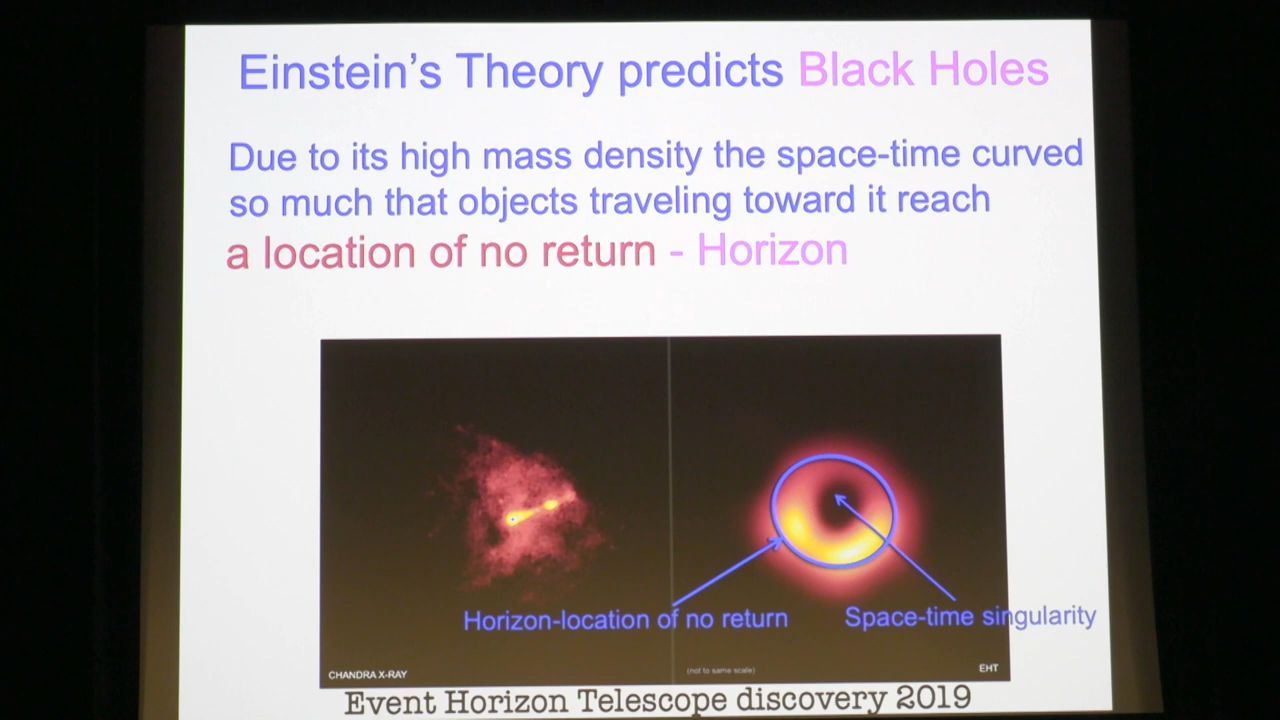 Einstein's Theory predicts Black Holes
Due to its high mass density the space-time curved
so much that objects traveling toward it reach
a location of no return - Horizon
Horizon-location of no return
Space-time singularity
CHANDRA X-RAY
(not to same scale)
EHT
Event Horizon Telescope discovery 2019